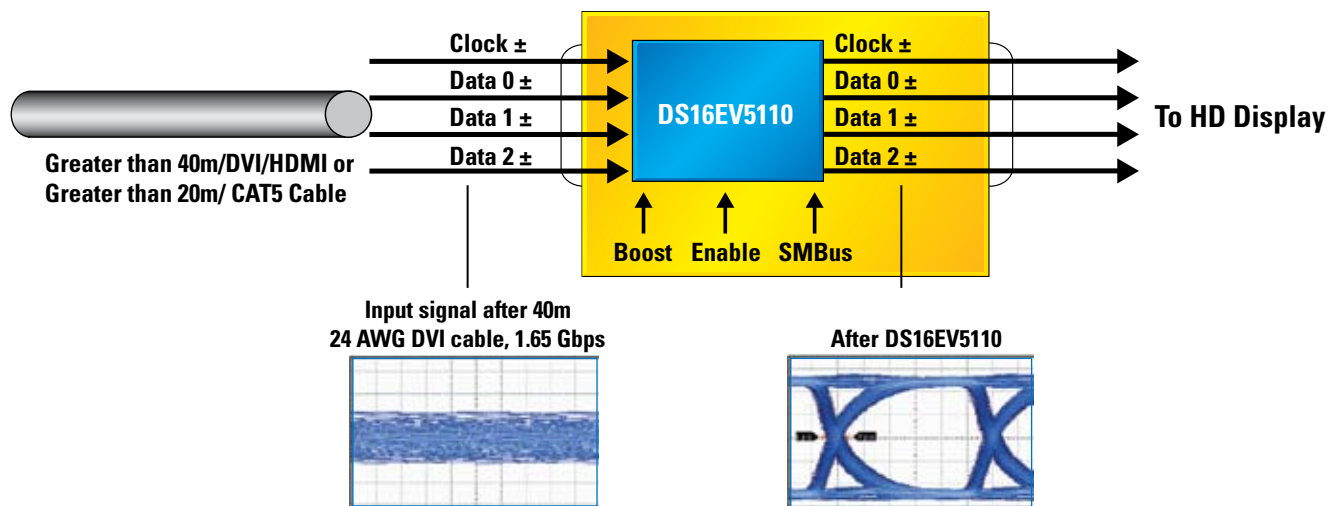 Clock ±
Data 0 ±
Data 1 ±
Data 2 ±
Greater than 40m/DVI/HDMI or
Greater than 20m/ CAT5 Cable
DS16EV5110
Boost Enable SMBus
Clock ±
Data 0 ±
Data 1 ±
Data 2 ±
To HD Display
Input signal after 40m
24 AWG DVI cable, 1.65 Gbps
After DS16EV5110